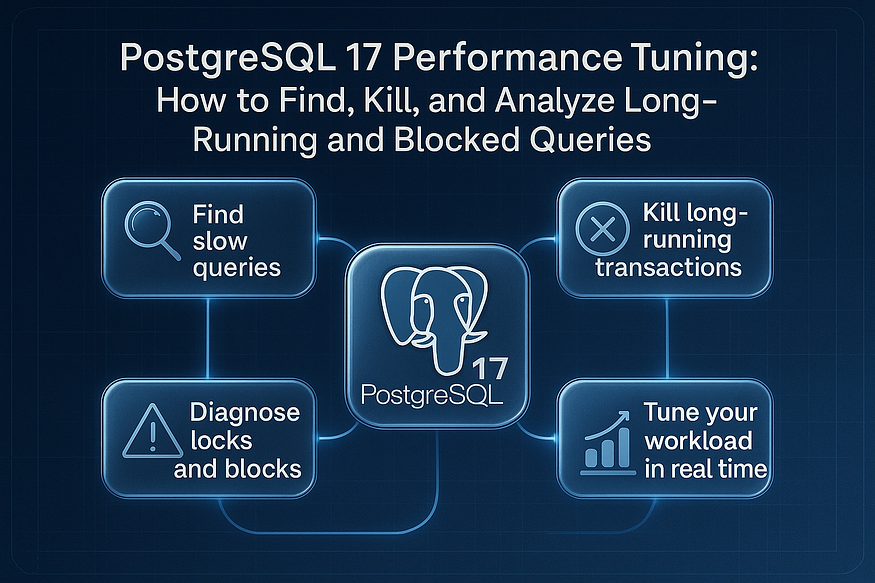 PostgreSQL 17 Performance Tuning:
How to Find, Kill, and Analyze Long-
Running and Blocked Queries
Find
slow
queries
Kill long-
running
transactions
17
PostgreSQL
Diagnose
locks
and blocks
Tune your
workload
in real time